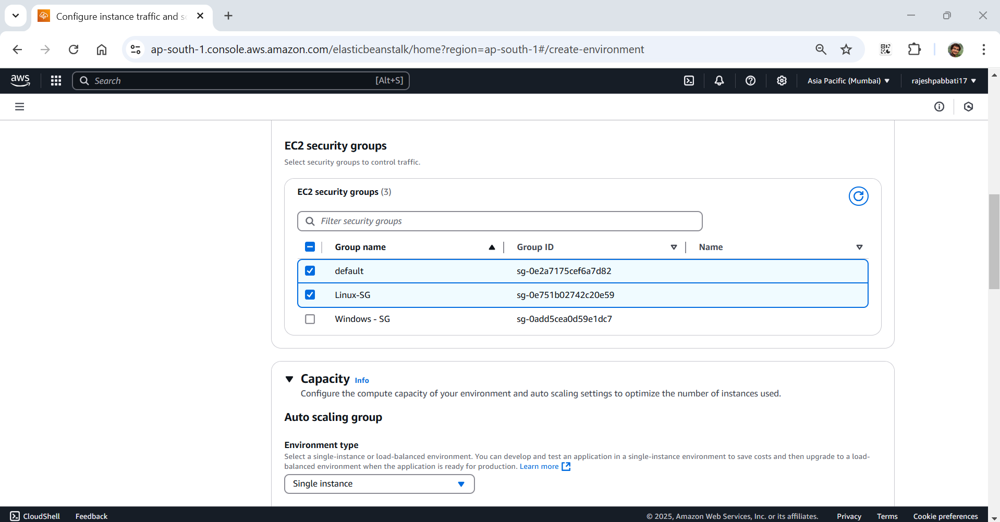 Configure instance traffic and s
ap-south-1.console.aws.amazon.com/elasticbeanstalk/home?region=ap-south-1#/create-environment
aws
Search [Alt+S]
Asia Pacific (Mumbai)
rajeshpabbati17
EC2 security groups
Select security groups to control traffic.
EC2 security groups (3)
Filter security groups
Group name Group ID Name
default sg-0e2a7175cef6a7d82
Linux-SG sg-0e751b02742c20e59
Windows - SG sg-0add5cea0d59e1dc7
Capacity Info
Configure the compute capacity of your environment and auto scaling settings to optimize the number of instances used.
Auto scaling group
Environment type
Select a single-instance or load-balanced environment. You can develop and test an application in a single-instance environment to save costs and then upgrade to a load-
balanced environment when the application is ready for production. Learn more
Single instance
CloudShell Feedback © 2025, Amazon Web Services, Inc. or its affiliates. Privacy Terms Cookie preferences